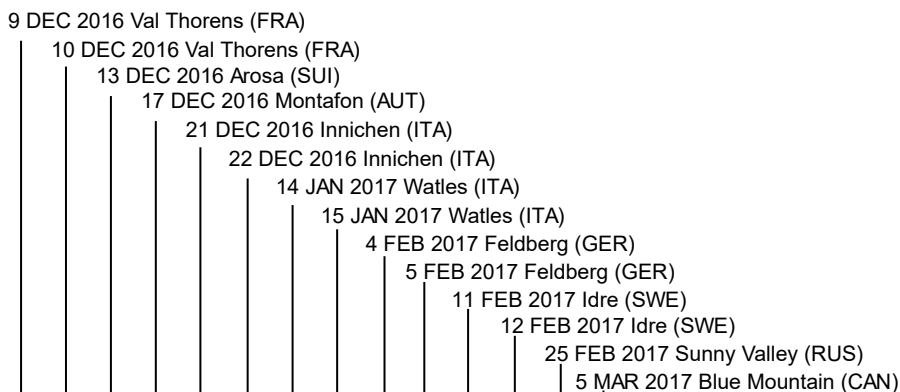 9 DEC 2016 Val Thorens (FRA)
10 DEC 2016 Val Thorens (FRA)
13 DEC 2016 Arosa (SUI)
17 DEC 2016 Montafon (AUT)
21 DEC 2016 Innichen (ITA)
22 DEC 2016 Innichen (ITA)
14 JAN 2017 Watles (ITA)
15 JAN 2017 Watles (ITA)
4 FEB 2017 Feldberg (GER)
5 FEB 2017 Feldberg (GER)
11 FEB 2017 Idre (SWE)
12 FEB 2017 Idre (SWE)
25 FEB 2017 Sunny Valley (RUS)
5 MAR 2017 Blue Mountain (CAN)